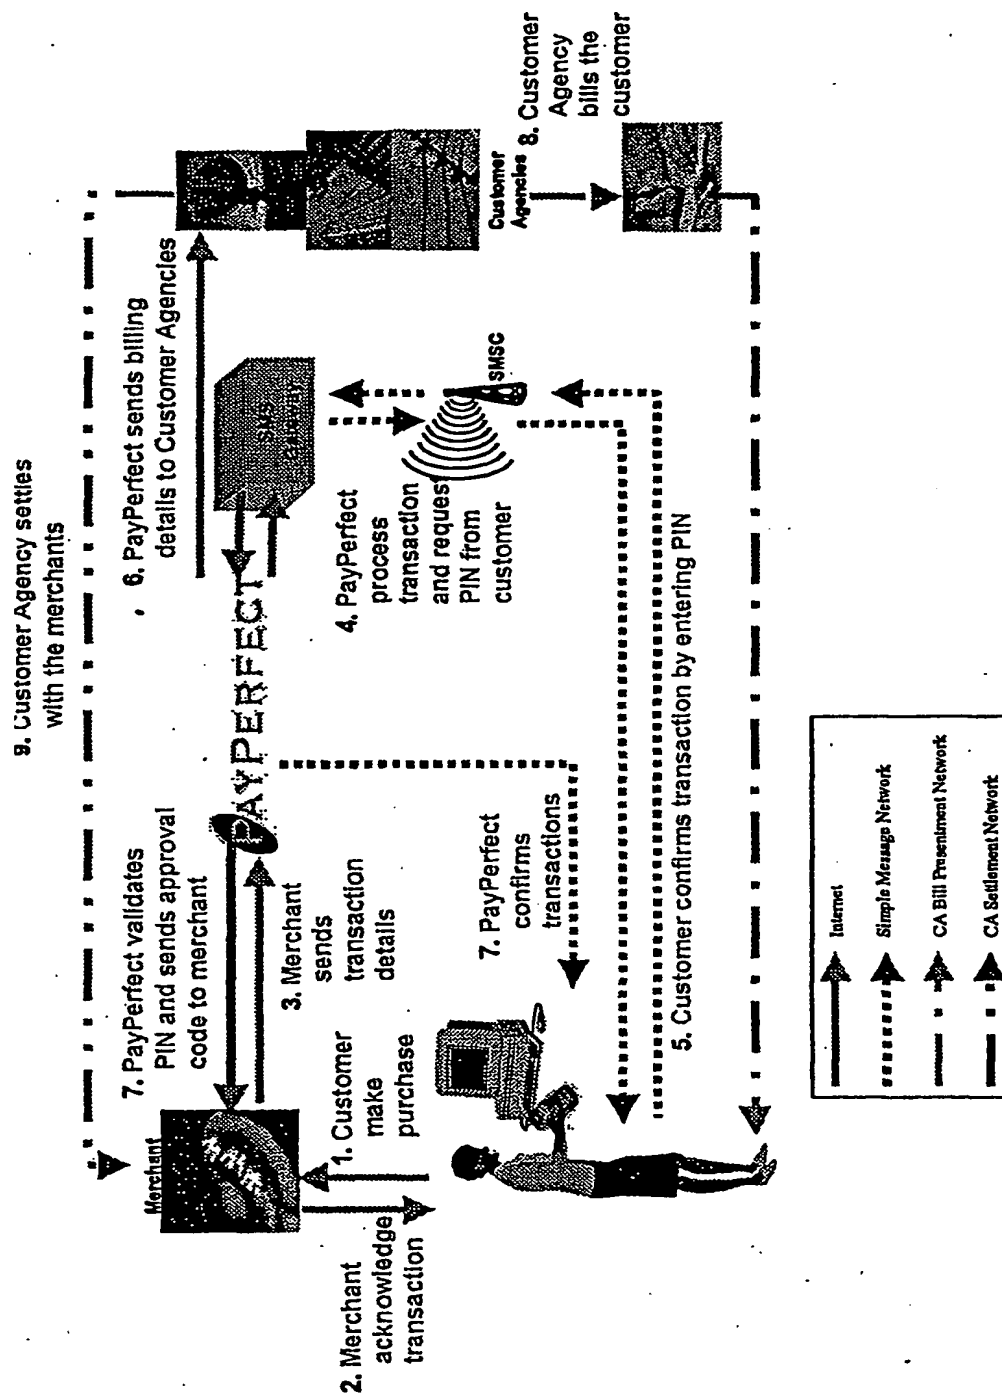 9. Customer Agency settles
with the merchants
7. PayPerfect validates
PIN and sends approval
code to merchant
6. PayPerfect sends billing
details to Customer Agencies
Merchant
PAYPERFECT
SMS
Gateway
3. Merchant
sends
transaction
details
4. PayPerfect
process
transaction
and request
PIN from
customer
SMSC
Customer
Agencies
8. Customer
Agency
bills the
customer
1. Customer
make
purchase
2. Merchant
acknowledge
transaction
7. PayPerfect
confirms
transactions
5. Customer confirms transaction by entering PIN
Internet
Simple Message Network
CA Bill Presentment Network
CA Settlement Network